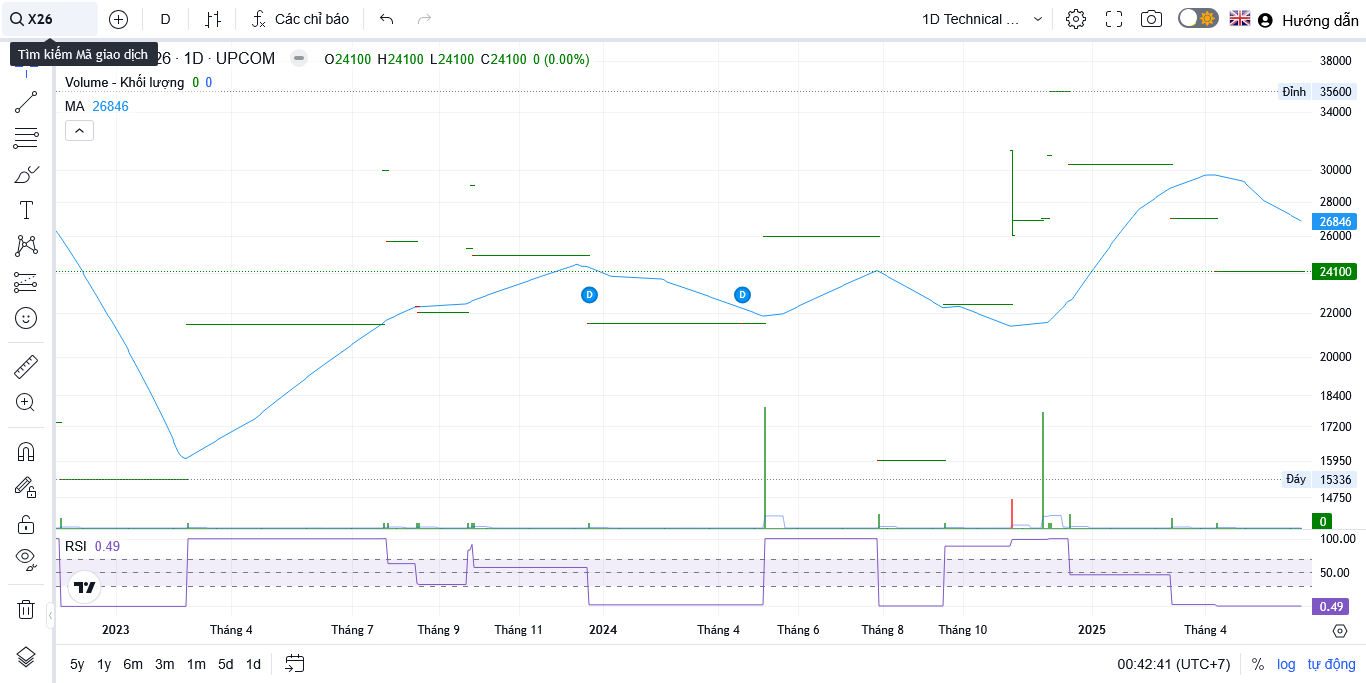 X26
D
Các chỉ báo
1D Technical ...
Hướng dẫn
Tìm kiếm Mã giao dịch
26 · 1D · UPCOM
O24100 H24100 L24100 C24100 0 (0.00%)
Volume - Khối lượng 0 0
MA 26846
38000
Đỉnh 35600
34000
30000
28000
26846
26000
24100
D
D
22000
20000
18400
17200
15950
Đáy 15336
14750
0
RSI 0.49
100.00
50.00
0.49
2023
Tháng 4
Tháng 7
Tháng 9
Tháng 11
2024
Tháng 4
Tháng 6
Tháng 8
Tháng 10
2025
Tháng 4
5y 1y 6m 3m 1m 5d 1d
00:42:41 (UTC+7)
% log tự động